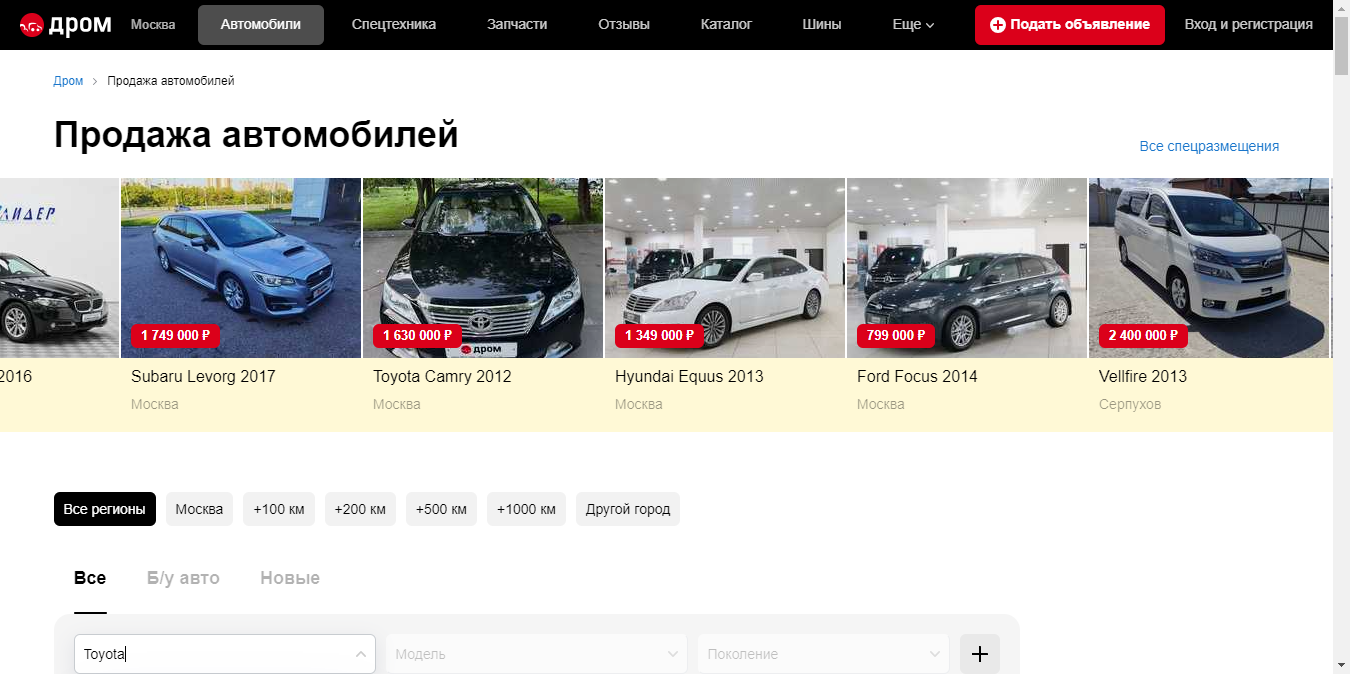 дром
Москва
Автомобили
Спецтехника
Запчасти
Отзывы
Каталог
Шины
Еще
Подать объявление
Вход и регистрация
Дром
Продажа автомобилей
Продажа автомобилей
Все спецразмещения
ЛИДЕР
1 749 000 ₽
1 630 000 ₽
дром
1 349 000 ₽
799 000 ₽
2 400 000 ₽
2016
Subaru Levorg 2017
Toyota Camry 2012
Hyundai Equus 2013
Ford Focus 2014
Vellfire 2013
Москва
Москва
Москва
Москва
Серпухов
Все регионы
Москва
+100 км
+200 км
+500 км
+1000 км
Другой город
Все
Б/у авто
Новые
Toyota
Модель
Поколение